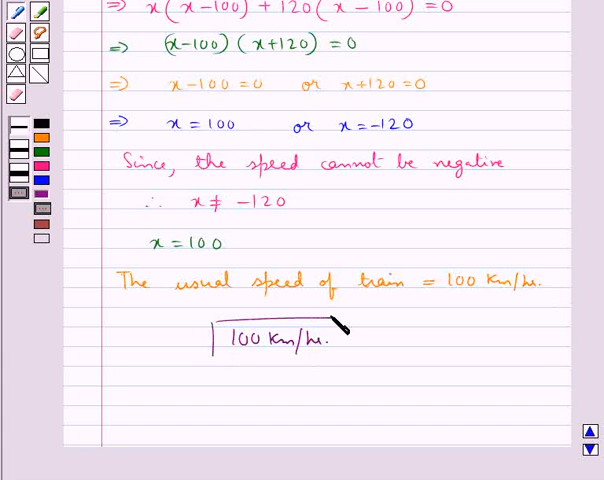 ⇒ x(x-100) + 120(x-100) = 0
⇒ (x-100) (x+120) = 0
⇒ x-100 = 0 or x+120 = 0
⇒ x = 100 or x = -120
Since, the speed cannot be negative
∴ x ≠ -120
x = 100
The usual speed of train = 100 Km/hr.
100 Km/hr.